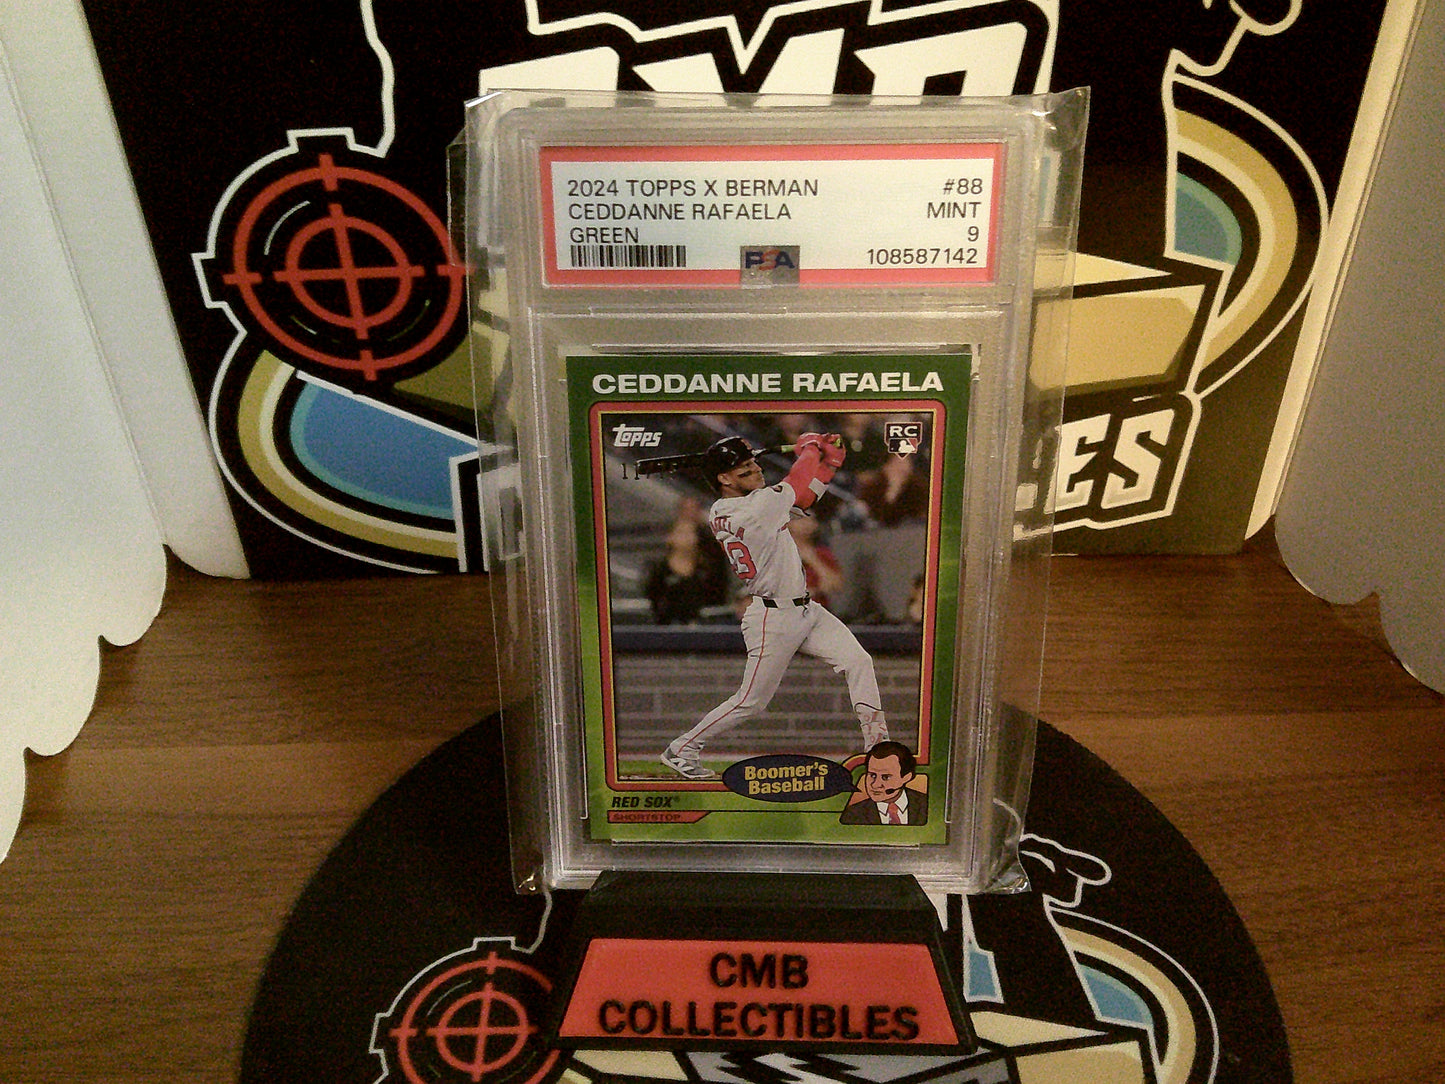 2024 TOPPS X BERMAN #88
CEDDANNE RAFAELA MINT
GREEN 9
PSA 108587142
CEDDANNE RAFAELA
topps
RC
Boomer's
Baseball
RED SOX
SHORTSTOP
ES
CMB
COLLECTIBLES